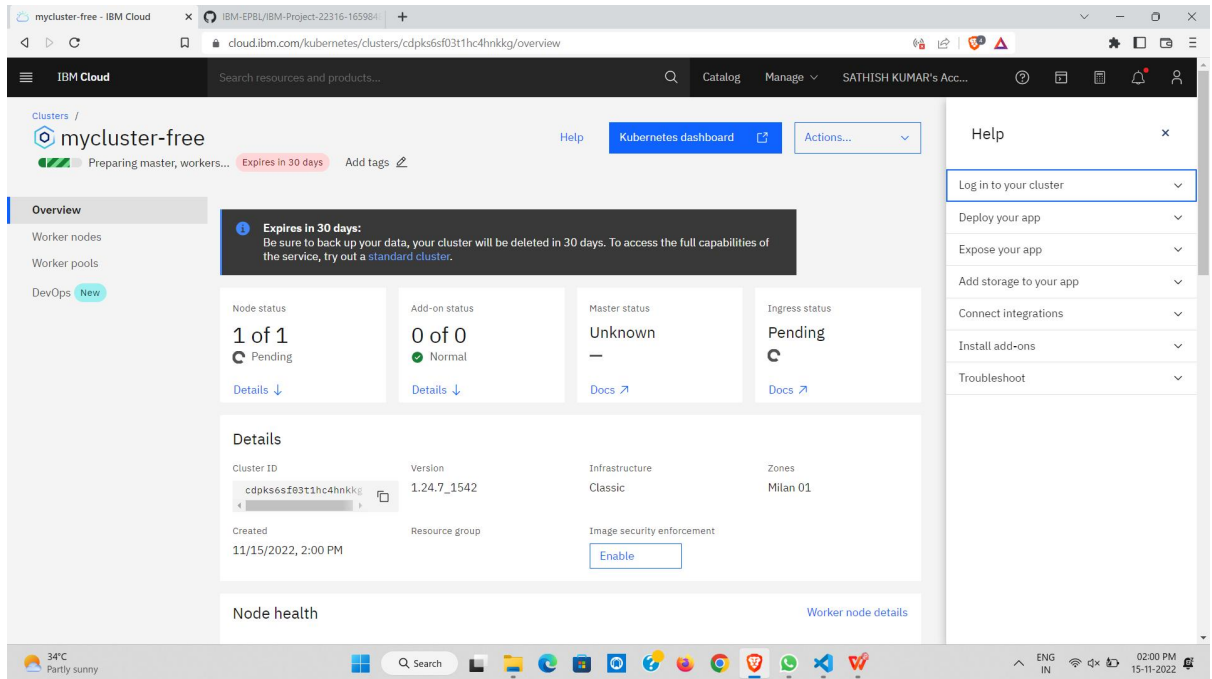 mycluster-free - IBM Cloud
IBM-EPBL/IBM-Project-22316-165984
cloud.ibm.com/kubernetes/clusters/cdpks6sf03t1hc4hnkkg/overview
IBM Cloud
Search resources and products...
Catalog
Manage
SATHISH KUMAR's Acc...
Clusters /
mycluster-free
Preparing master, workers...
Expires in 30 days
Add tags
Help
Kubernetes dashboard
Actions...
Overview
Worker nodes
Worker pools
DevOps New
Expires in 30 days:
Be sure to back up your data, your cluster will be deleted in 30 days. To access the full capabilities of
the service, try out a standard cluster.
Node status
1 of 1
Pending
Details
Add-on status
0 of 0
Normal
Details
Master status
Unknown
—
Docs
Ingress status
Pending
Docs
Details
Cluster ID
cdpks6sf03t1hc4hnkkg
Version
1.24.7_1542
Infrastructure
Classic
Zones
Milan 01
Created
11/15/2022, 2:00 PM
Resource group
Image security enforcement
Enable
Node health
Worker node details
Help
Log in to your cluster
Deploy your app
Expose your app
Add storage to your app
Connect integrations
Install add-ons
Troubleshoot
34°C
Partly sunny
Search
ENG
IN
02:00 PM
15-11-2022